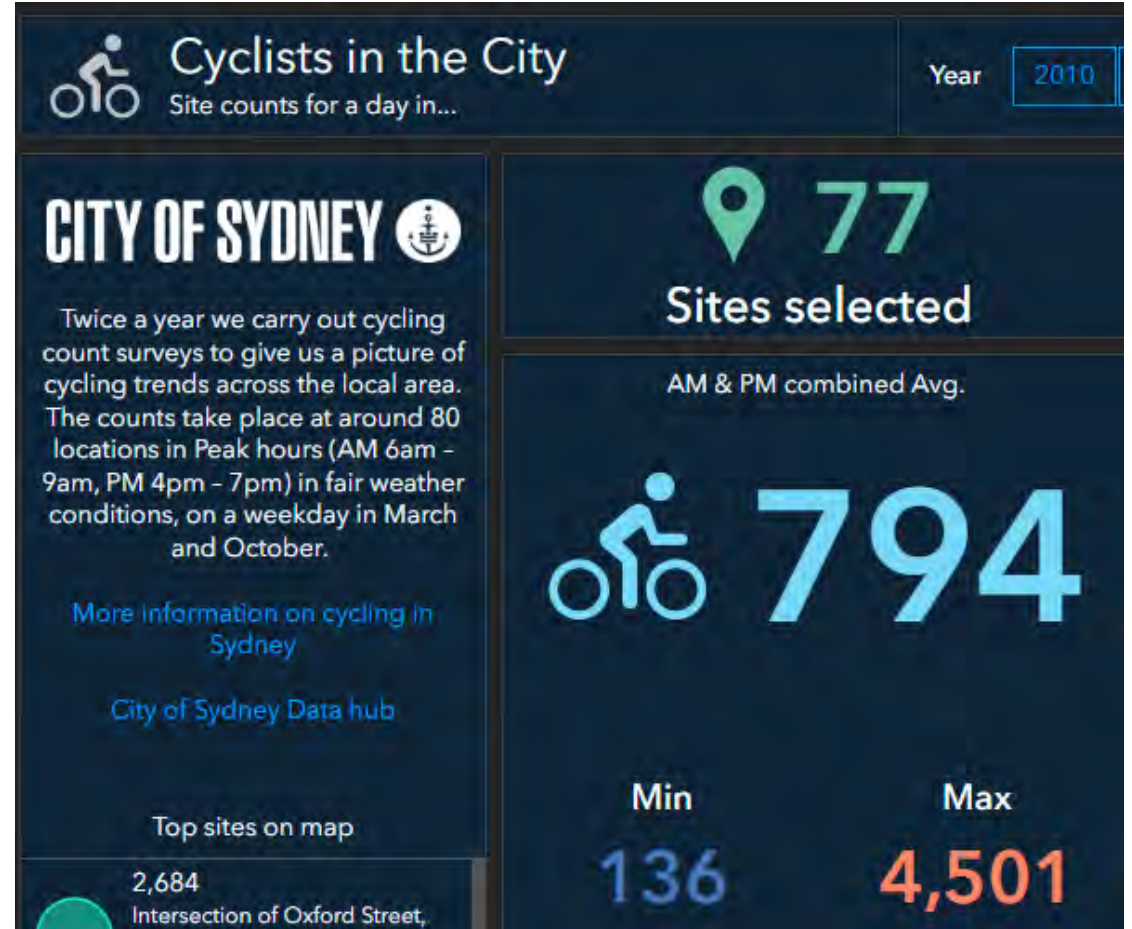 Cyclists in the City
Site counts for a day in...
Year
2010
CITY OF SYDNEY
Twice a year we carry out cycling
count surveys to give us a picture of
cycling trends across the local area.
The counts take place at around 80
locations in Peak hours (AM 6am –
9am, PM 4pm – 7pm) in fair weather
conditions, on a weekday in March
and October.
More information on cycling in
Sydney
City of Sydney Data hub
Top sites on map
2,684
Intersection of Oxford Street,
77
Sites selected
AM & PM combined Avg.
794
Min
Max
136
4,501